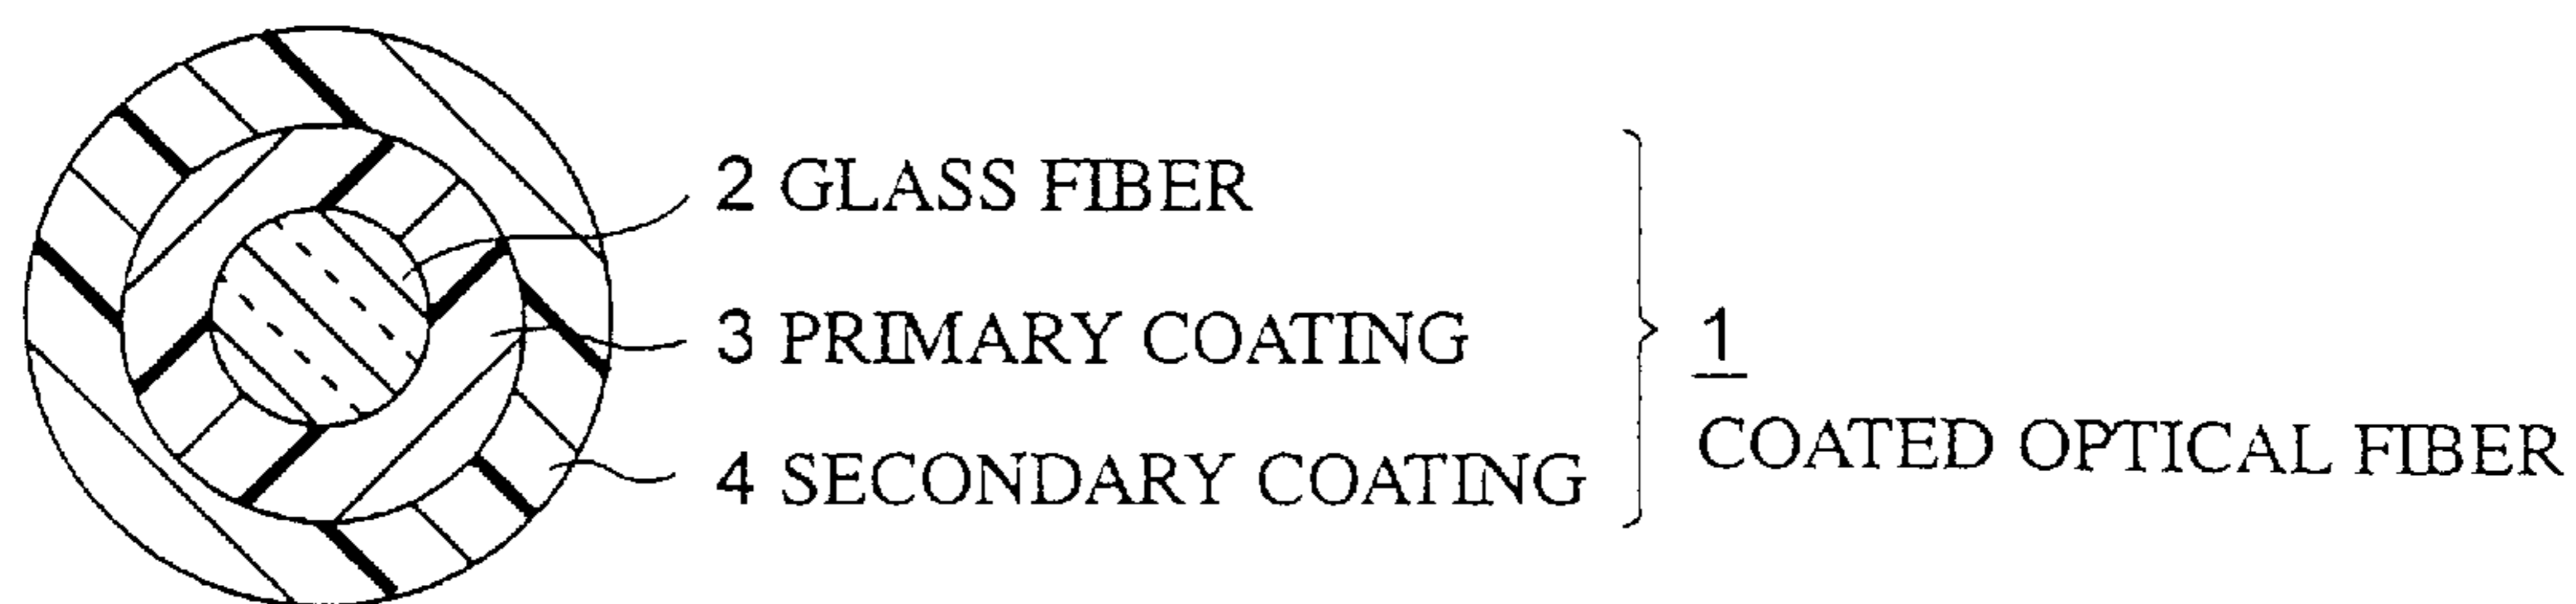 2 GLASS FIBER
3 PRIMARY COATING
4 SECONDARY COATING
1
COATED OPTICAL FIBER